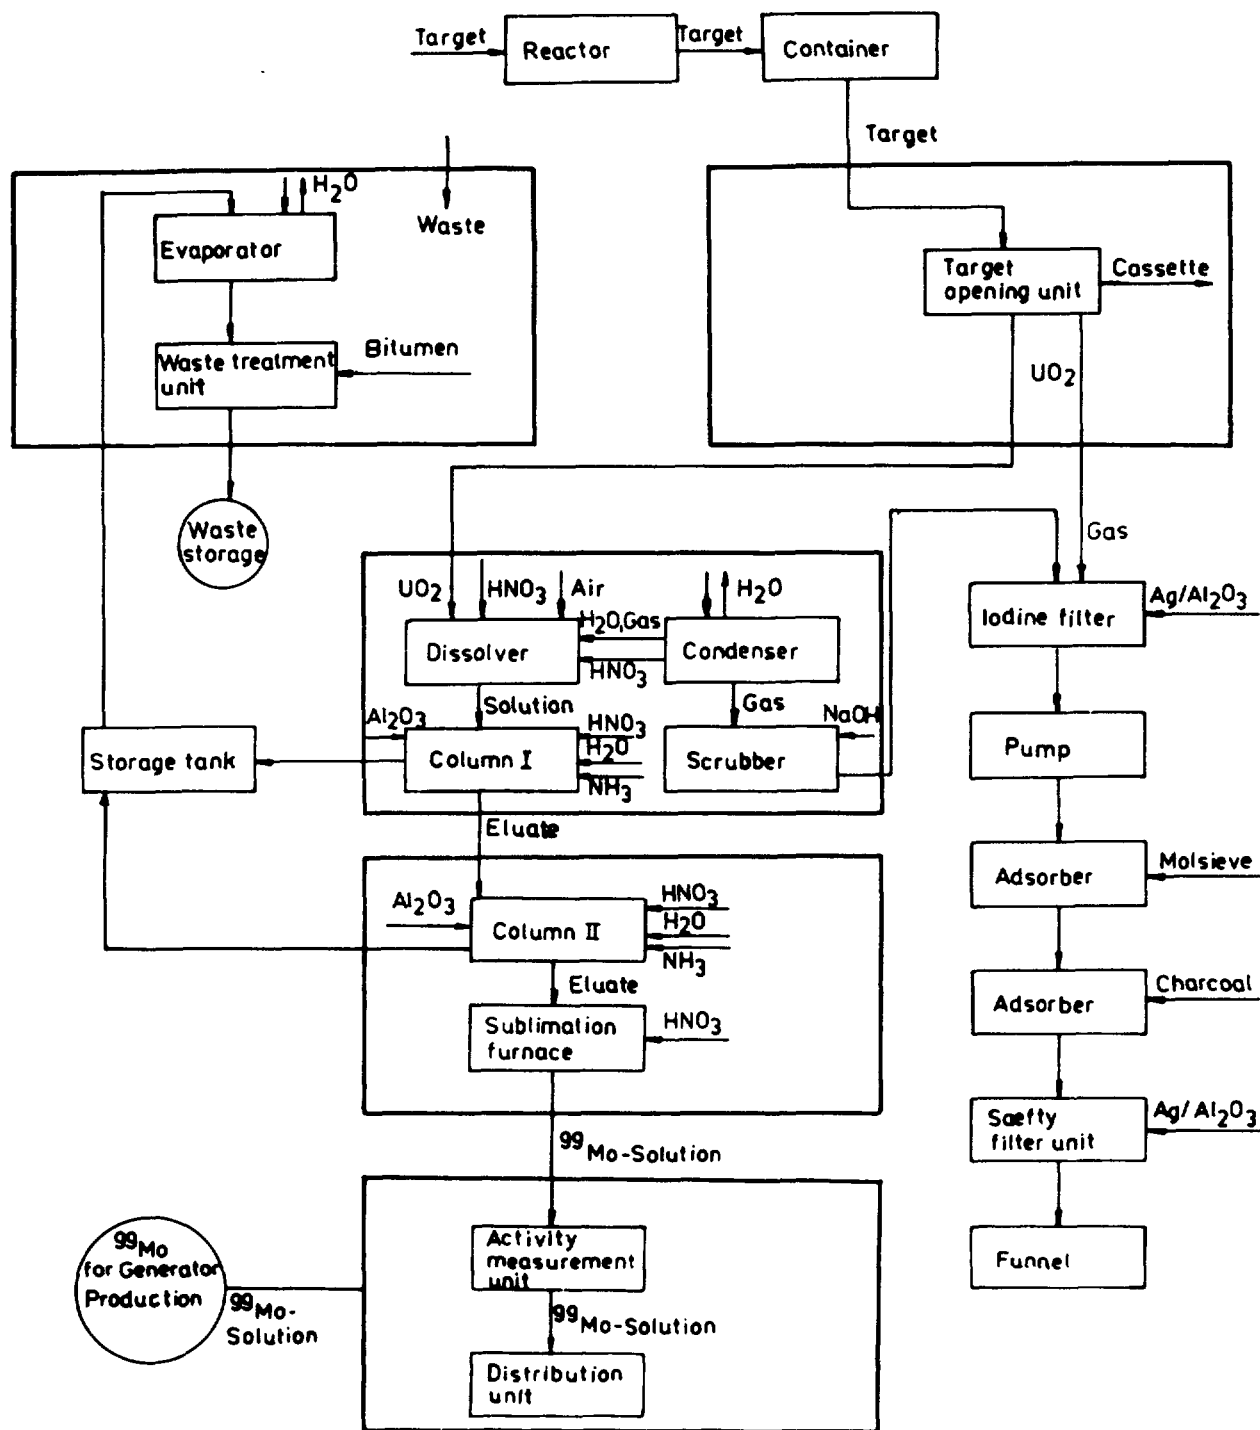 Target
Reactor
Target
Container
Target
H2O
Waste
Evaporator
Waste treatment
unit
Bitumen
Waste
storage
Target
opening unit
Cassette
UO2
Gas
UO2
HNO3
Air
H2O
H2O,Gas
Dissolver
Condenser
HNO3
Solution
Gas
Al2O3
HNO3
H2O
NH3
Column I
NaOH
Scrubber
Storage tank
Eluate
Ag/Al2O3
Iodine filter
Pump
Molsieve
Adsorber
Charcoal
Adsorber
Ag/Al2O3
Saefty
filter unit
Funnel
Al2O3
HNO3
H2O
NH3
Column II
Eluate
Sublimation
furnace
HNO3
99Mo-Solution
Activity
measurement
unit
99Mo-Solution
Distribution
unit
99Mo
for Generator
Production
99Mo-
Solution